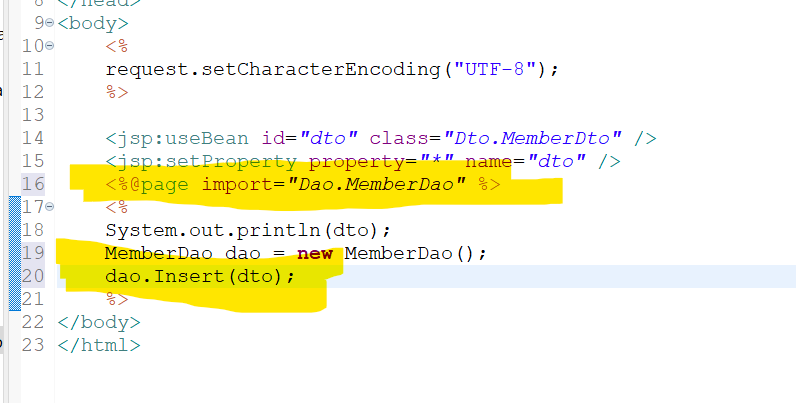 8 </head>
9 <body>
10 <%
11 request.setCharacterEncoding("UTF-8");
12 %>
13
14 <jsp:useBean id="dto" class="Dto.MemberDto" />
15 <jsp:setProperty property="*" name="dto" />
16 <%@page import="Dao.MemberDao" %>
17 <%
18 System.out.println(dto);
19 MemberDao dao = new MemberDao();
20 dao.Insert(dto);
21 %>
22 </body>
23 </html>